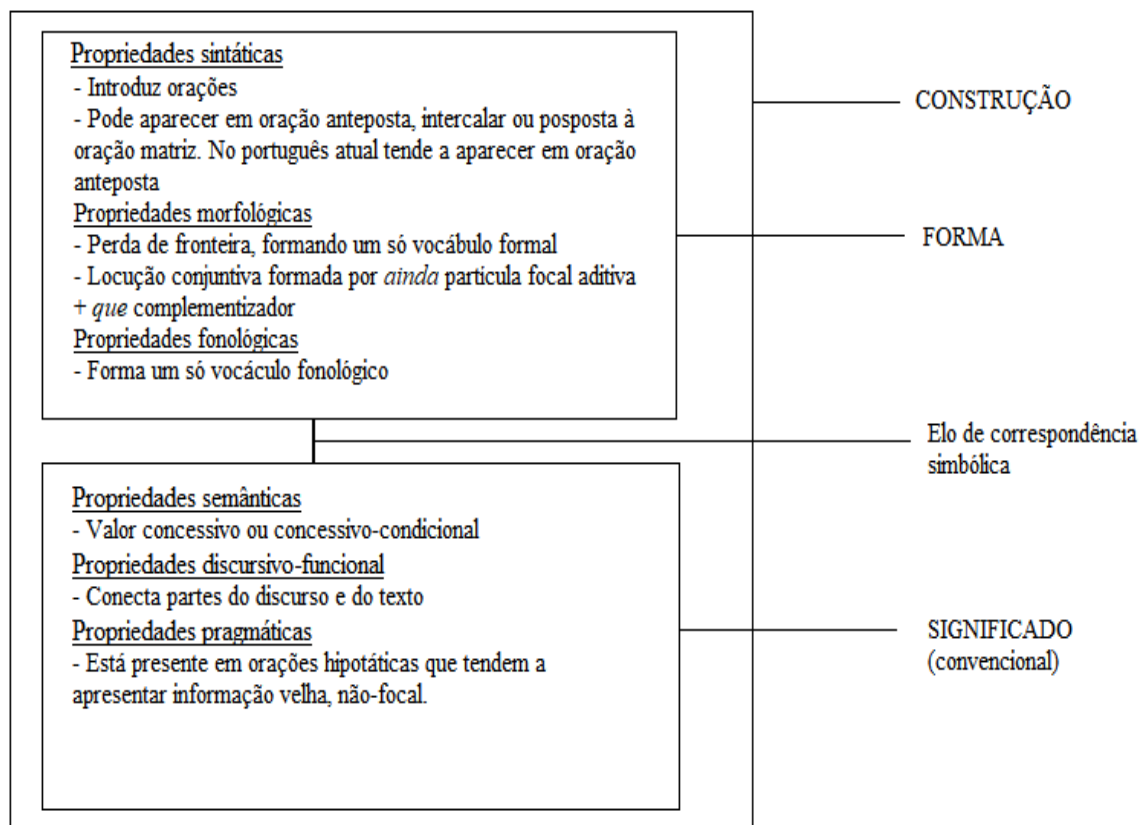 Propriedades sintáticas
- Introduz orações
- Pode aparecer em oração anteposta, intercalar ou posposta à
oração matriz. No português atual tende a aparecer em oração
anteposta
Propriedades morfológicas
- Perda de fronteira, formando um só vocábulo formal
- Locução conjuntiva formada por ainda partícula focal aditiva
+ que complementizador
Propriedades fonológicas
- Forma um só vocáculo fonológico
CONSTRUÇÃO
FORMA
Elo de correspondência
simbólica
Propriedades semânticas
- Valor concessivo ou concessivo-condicional
Propriedades discursivo-funcional
- Conecta partes do discurso e do texto
Propriedades pragmáticas
- Está presente em orações hipotáticas que tendem a
apresentar informação velha, não-focal.
SIGNIFICADO
(convencional)